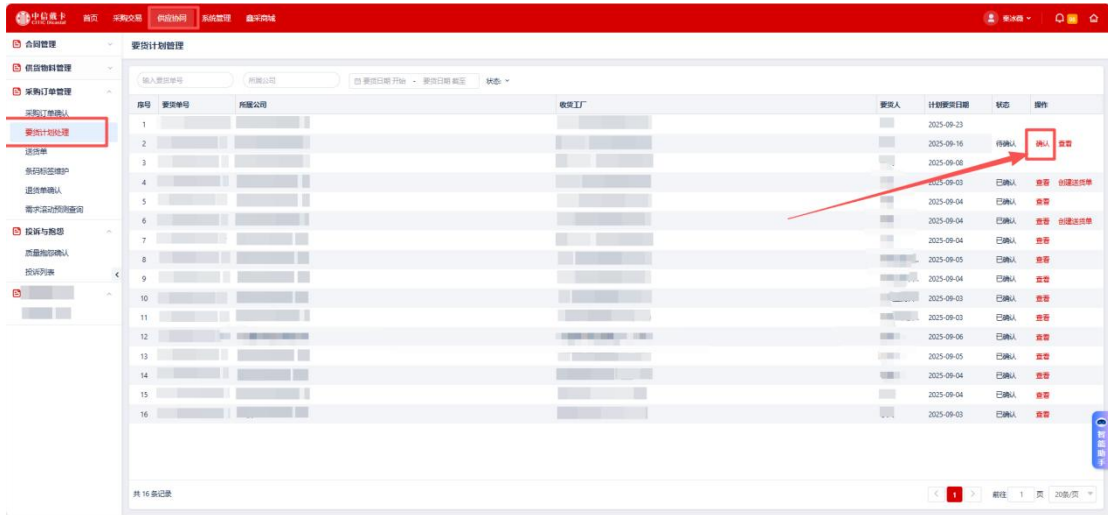 中信戴卡 首页 采购交易 供应协同 系统管理 鑫采商城
CITIC Dicastal
合同管理
供货物料管理
采购订单管理
采购订单确认
要货计划处理
送货单
条码标签维护
退货单确认
需求滚动预测查询
投诉与抱怨
质量抱怨确认
投诉列表
要货计划管理
输入要货单号 所属公司 要货日期 开始 - 要货日期 截至 状态:
序号 要货单号 所属公司 收货工厂 要货人 计划要货日期 状态 操作
1 2025-09-23
2 2025-09-16 待确认 确认 查看
3 2025-09-08
4 2025-09-03 已确认 查看 创建送货单
5 2025-09-04 已确认 查看
6 2025-09-04 已确认 查看 创建送货单
7 2025-09-04 已确认 查看
8 2025-09-05 已确认 查看
9 2025-09-04 已确认 查看
10 2025-09-03 已确认 查看
11 2025-09-03 已确认 查看
12 2025-09-06 已确认 查看
13 2025-09-05 已确认 查看
14 2025-09-04 已确认 查看
15 2025-09-04 已确认 查看
16 2025-09-03 已确认 查看
智能助手
共 16 条记录
1 前往 1 页 20条/页